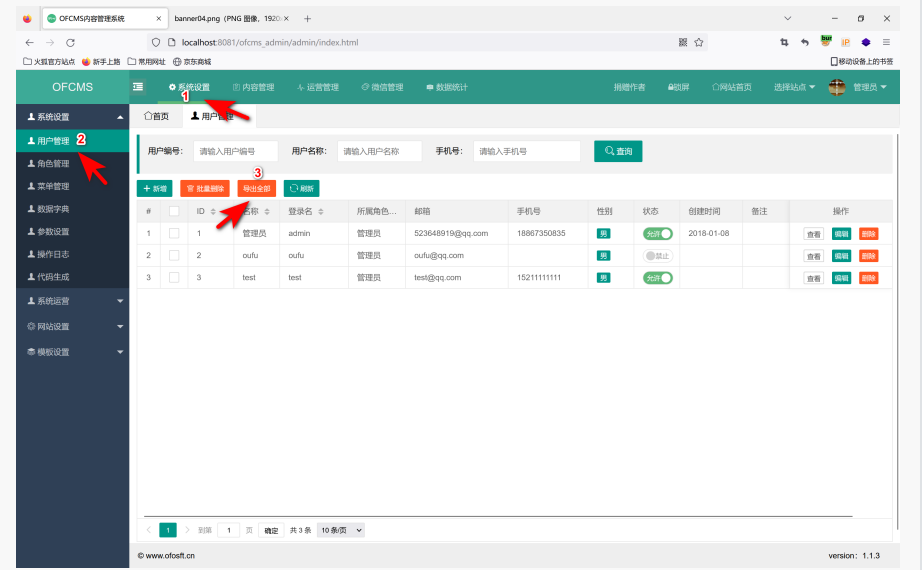 OFCMS内容管理系统 × banner04.png（PNG 图像，1920× × +
localhost:8081/ofcms_admin/admin/index.html
火狐官方站点 新手上路 常用网址 京东商城 移动设备上的书签
OFCMS 系统设置 内容管理 运营管理 微信管理 数据统计 捐赠作者 锁屏 网站首页 选择站点 管理员
1
系统设置
首页 用户管理
用户管理 2
用户编号: 请输入用户编号 用户名称: 请输入用户名称 手机号: 请输入手机号 查询
角色管理
3
菜单管理
+ 新增 批量删除 导出全部 刷新
数据字典
# ID 名称 登录名 所属角色... 邮箱 手机号 性别 状态 创建时间 备注 操作
参数设置
1 1 管理员 admin 管理员 523648919@qq.com 18867350835 男 允许 2018-01-08 查看 编辑 删除
操作日志
2 2 oufu oufu 管理员 oufu@qq.com 男 禁止 查看 编辑 删除
代码生成
3 3 test test 管理员 test@qq.com 15211111111 男 允许 查看 编辑 删除
系统运营
网站设置
模板设置
1 到第 1 页 确定 共 3 条 10 条/页
© www.ofosft.cn version：1.1.3